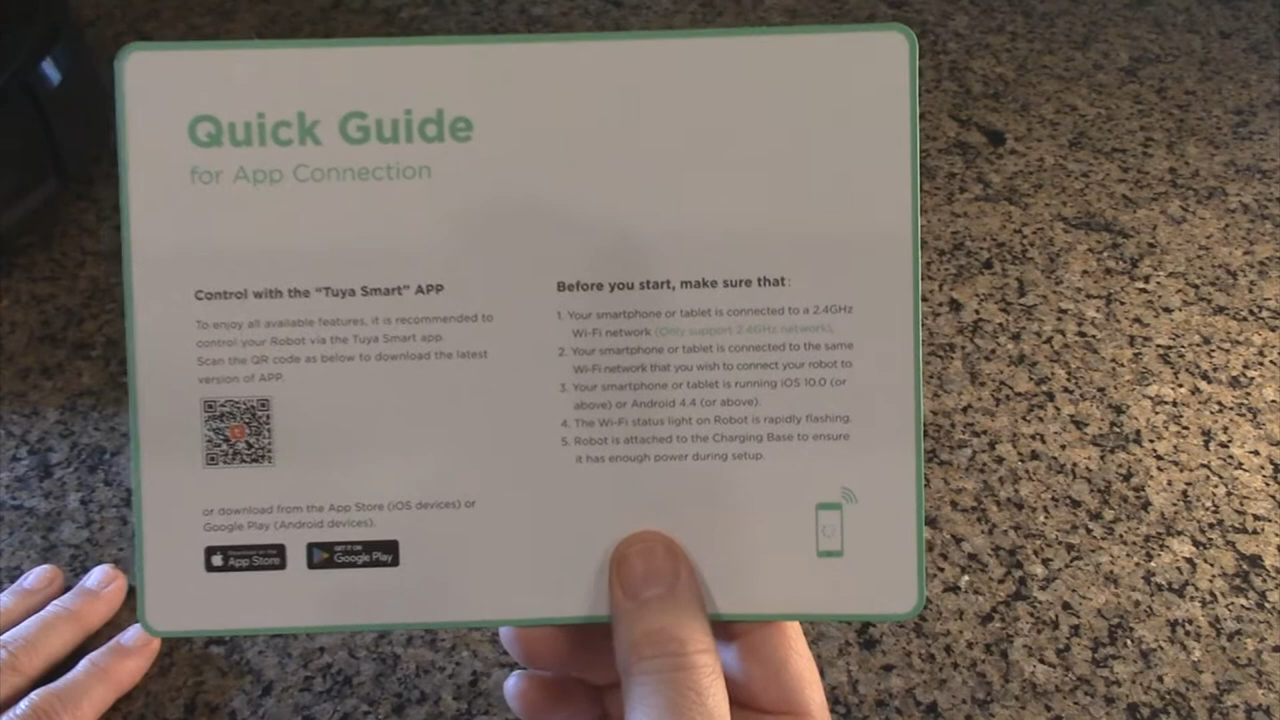 Quick Guide
for App Connection
Control with the “Tuya Smart” APP
To enjoy all available features, it is recommended to
control your Robot via the Tuya Smart app.
Scan the QR code as below to download the latest
version of APP.
or download from the App Store (iOS devices) or
Google Play (Android devices).
Download on the
App Store
GET IT ON
Google Play
Before you start, make sure that:
1. Your smartphone or tablet is connected to a 2.4GHz
Wi-Fi network (Only support 2.4GHz network),
2. Your smartphone or tablet is connected to the same
Wi-Fi network that you wish to connect your robot to
3. Your smartphone or tablet is running iOS 10.0 (or
above) or Android 4.4 (or above).
4. The Wi-Fi status light on Robot is rapidly flashing.
5. Robot is attached to the Charging Base to ensure
it has enough power during setup.